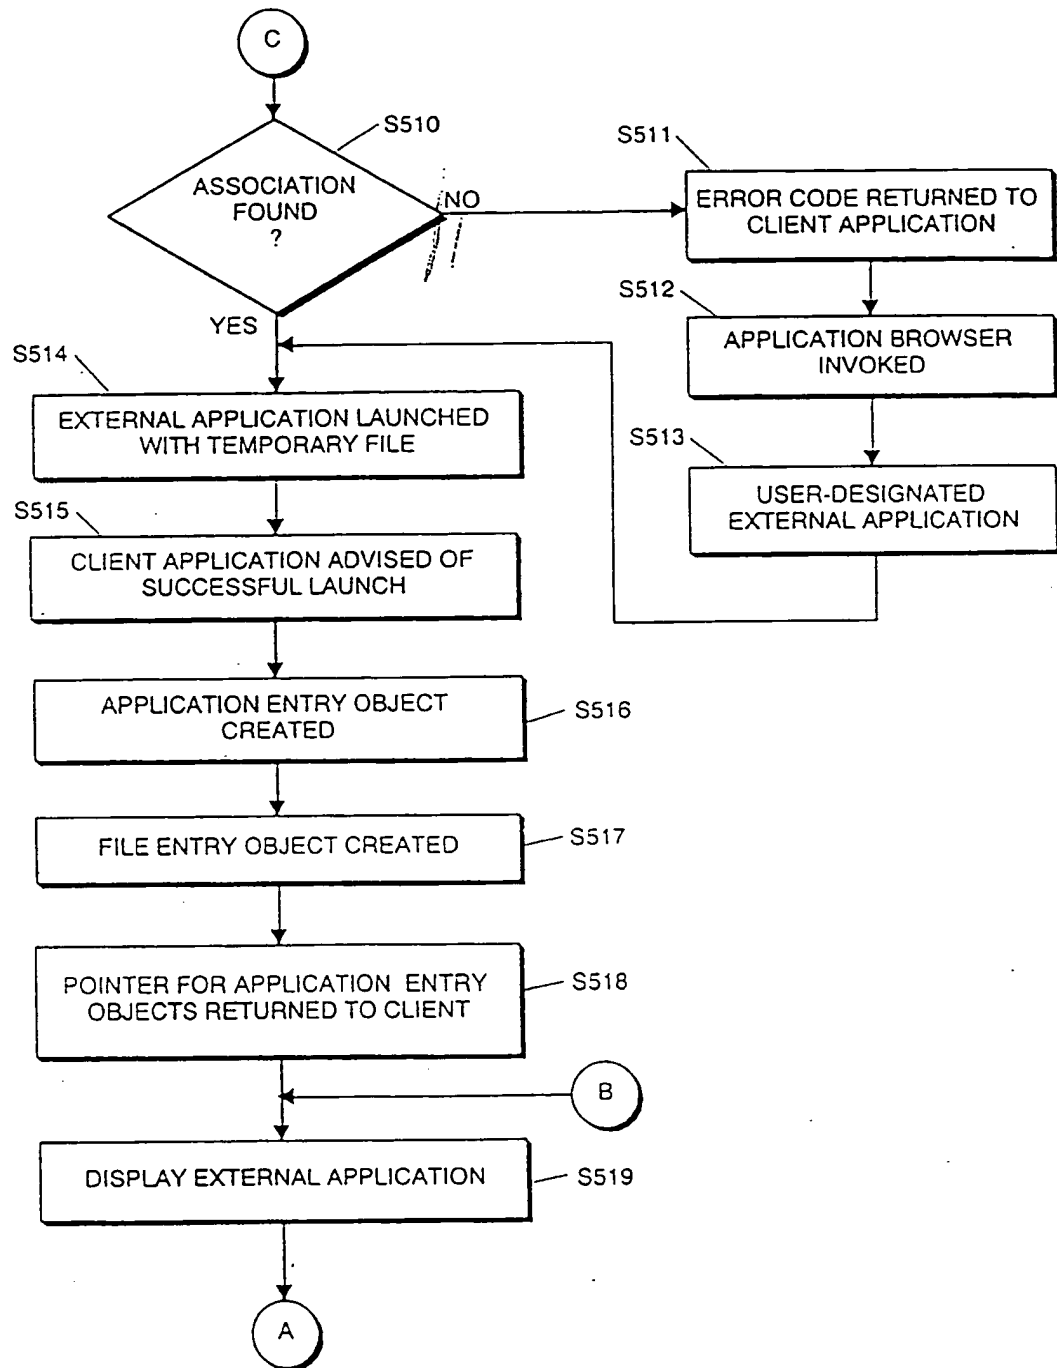 C
S510
ASSOCIATION
FOUND
?
NO
YES
S511
ERROR CODE RETURNED TO
CLIENT APPLICATION
S512
APPLICATION BROWSER
INVOKED
S513
USER-DESIGNATED
EXTERNAL APPLICATION
S514
EXTERNAL APPLICATION LAUNCHED
WITH TEMPORARY FILE
S515
CLIENT APPLICATION ADVISED OF
SUCCESSFUL LAUNCH
APPLICATION ENTRY OBJECT
CREATED
S516
FILE ENTRY OBJECT CREATED
S517
POINTER FOR APPLICATION ENTRY
OBJECTS RETURNED TO CLIENT
S518
B
DISPLAY EXTERNAL APPLICATION
S519
A